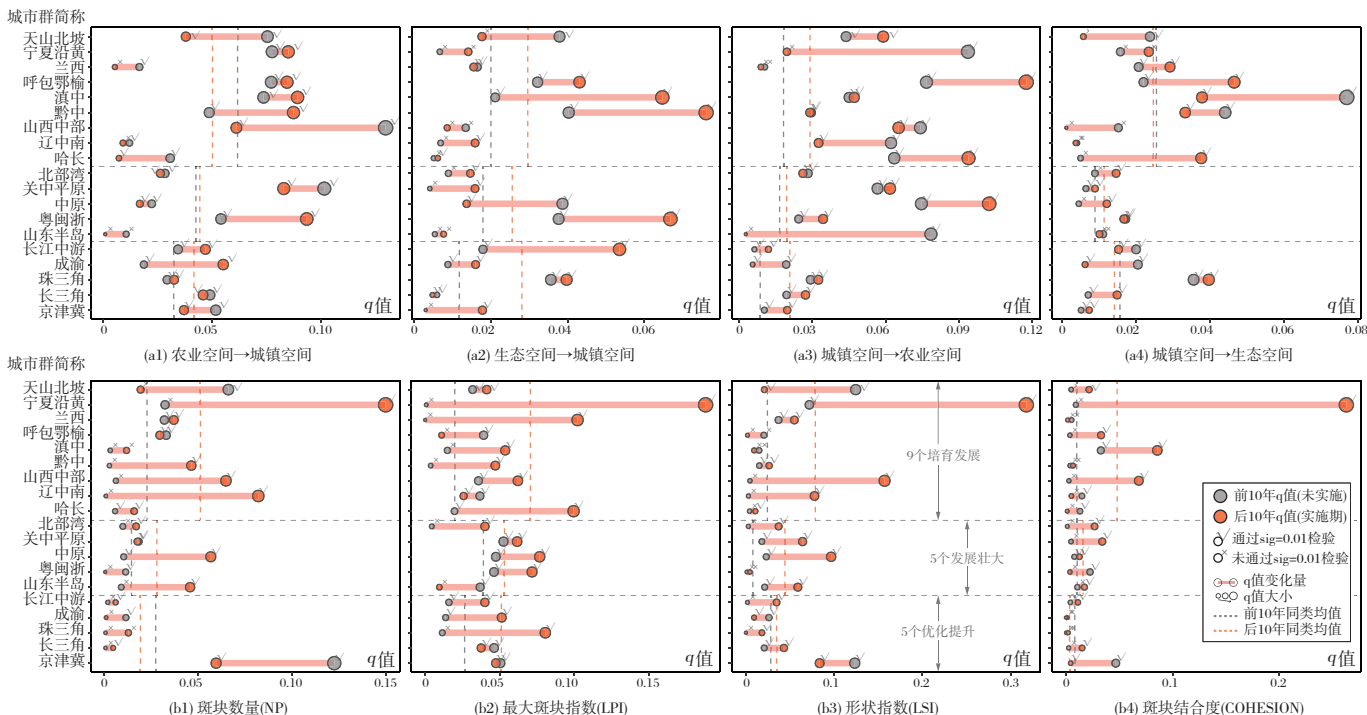 城市群简称
天山北坡
宁夏沿黄
兰西
呼包鄂榆
滇中
黔中
山西中部
辽中南
哈长
北部湾
关中平原
中原
粤闽浙
山东半岛
长江中游
成渝
珠三角
长三角
京津冀
q值
q值
q值
q值
0 0.05 0.10
0 0.02 0.04 0.06
0 0.03 0.06 0.09 0.12
0 0.02 0.04 0.06 0.08
(a1) 农业空间→城镇空间
(a2) 生态空间→城镇空间
(a3) 城镇空间→农业空间
(a4) 城镇空间→生态空间
城市群简称
天山北坡
宁夏沿黄
兰西
呼包鄂榆
滇中
黔中
山西中部
辽中南
哈长
北部湾
关中平原
中原
粤闽浙
山东半岛
长江中游
成渝
珠三角
长三角
京津冀
9个培育发展
5个发展壮大
5个优化提升
前10年q值(未实施)
后10年q值(实施期)
通过sig=0.01检验
未通过sig=0.01检验
q值变化量
q值大小
前10年同类均值
后10年同类均值
q值
q值
q值
q值
0 0.05 0.10 0.15
0 0.05 0.10 0.15
0 0.1 0.2 0.3
0 0.1 0.2
(b1) 斑块数量(NP)
(b2) 最大斑块指数(LPI)
(b3) 形状指数(LSI)
(b4) 斑块结合度(COHESION)